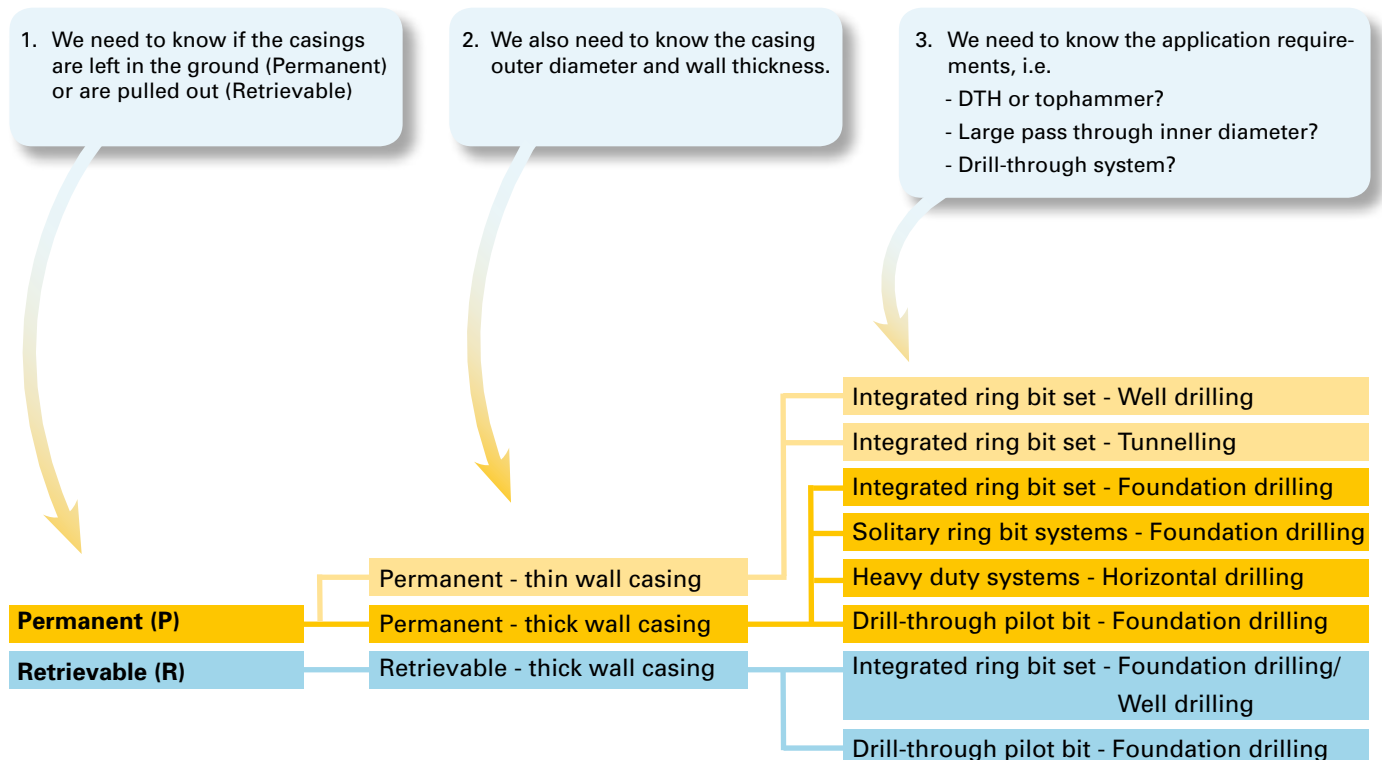 1. We need to know if the casings
are left in the ground (Permanent)
or are pulled out (Retrievable)
2. We also need to know the casing
outer diameter and wall thickness.
3. We need to know the application require-
ments, i.e.
- DTH or tophammer?
- Large pass through inner diameter?
- Drill-through system?
Integrated ring bit set - Well drilling
Integrated ring bit set - Tunnelling
Integrated ring bit set - Foundation drilling
Solitary ring bit systems - Foundation drilling
Permanent - thin wall casing
Heavy duty systems - Horizontal drilling
Permanent (P)
Permanent - thick wall casing
Drill-through pilot bit - Foundation drilling
Retrievable (R)
Retrievable - thick wall casing
Integrated ring bit set - Foundation drilling/
Well drilling
Drill-through pilot bit - Foundation drilling